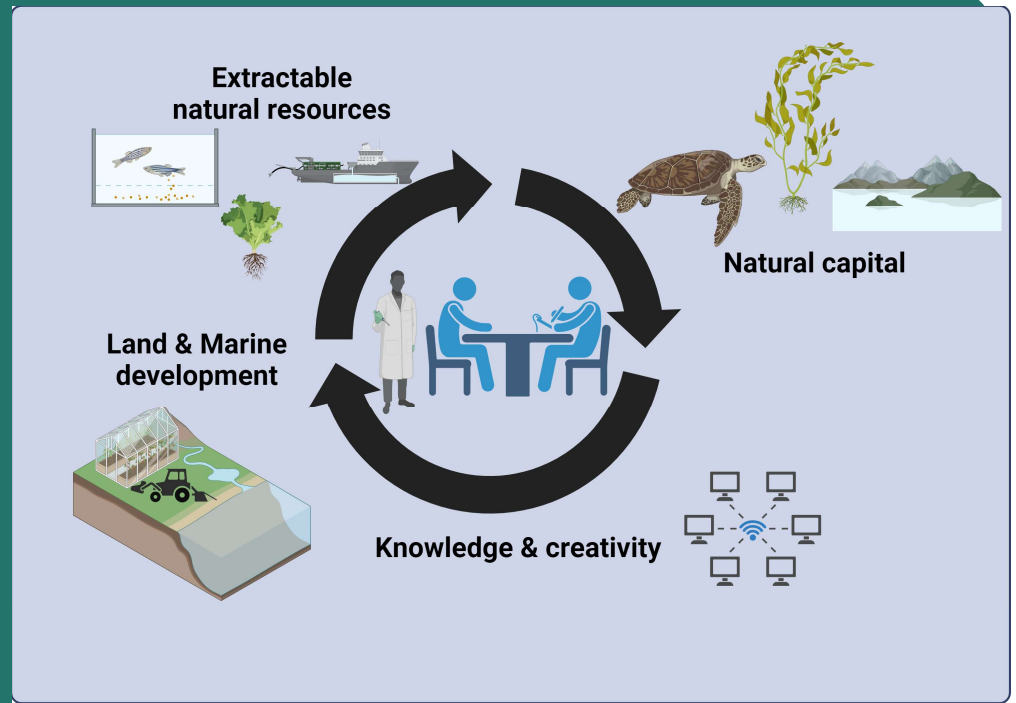 Extractable
natural resources
Natural capital
Land & Marine
development
Knowledge & creativity